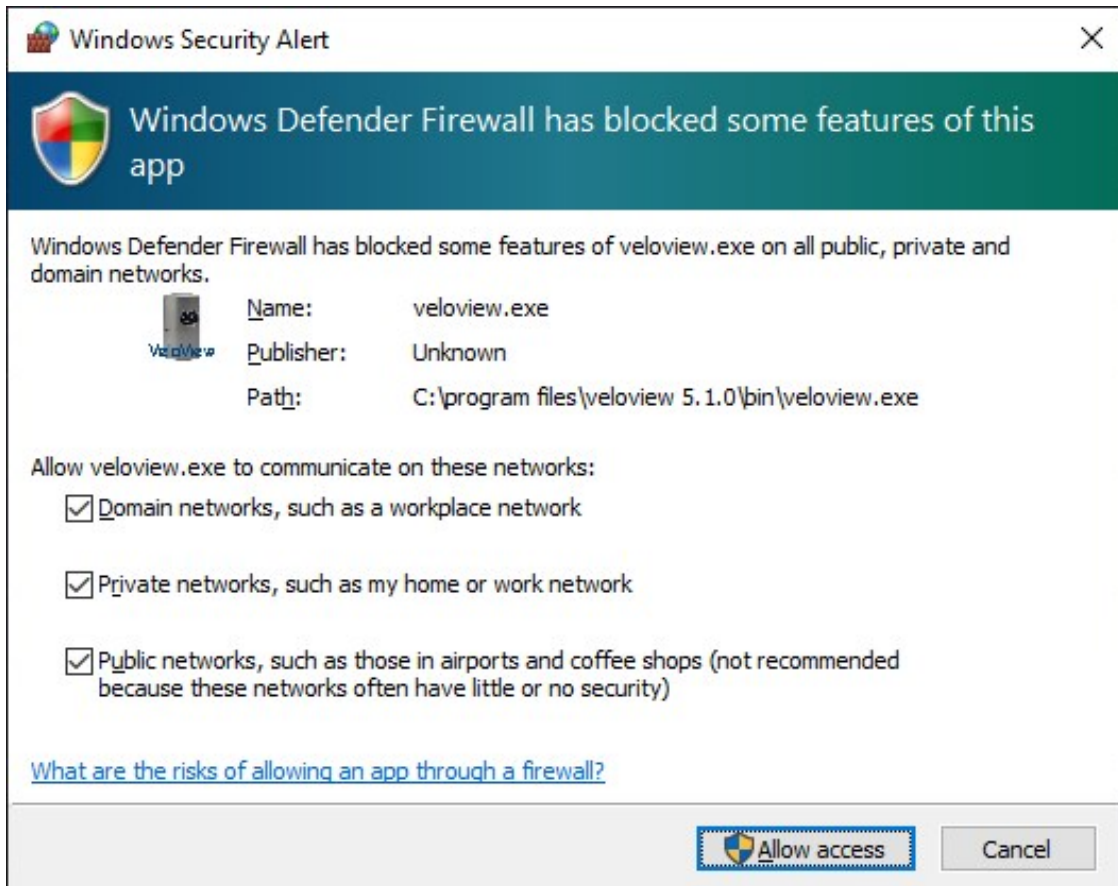 Windows Security Alert
Windows Defender Firewall has blocked some features of this
app
Windows Defender Firewall has blocked some features of veloview.exe on all public, private and
domain networks.
Name: veloview.exe
VeloView
Publisher: Unknown
Path: C:\program files\veloview 5.1.0\bin\veloview.exe
Allow veloview.exe to communicate on these networks:
Domain networks, such as a workplace network
Private networks, such as my home or work network
Public networks, such as those in airports and coffee shops (not recommended
because these networks often have little or no security)
What are the risks of allowing an app through a firewall?
Allow access Cancel